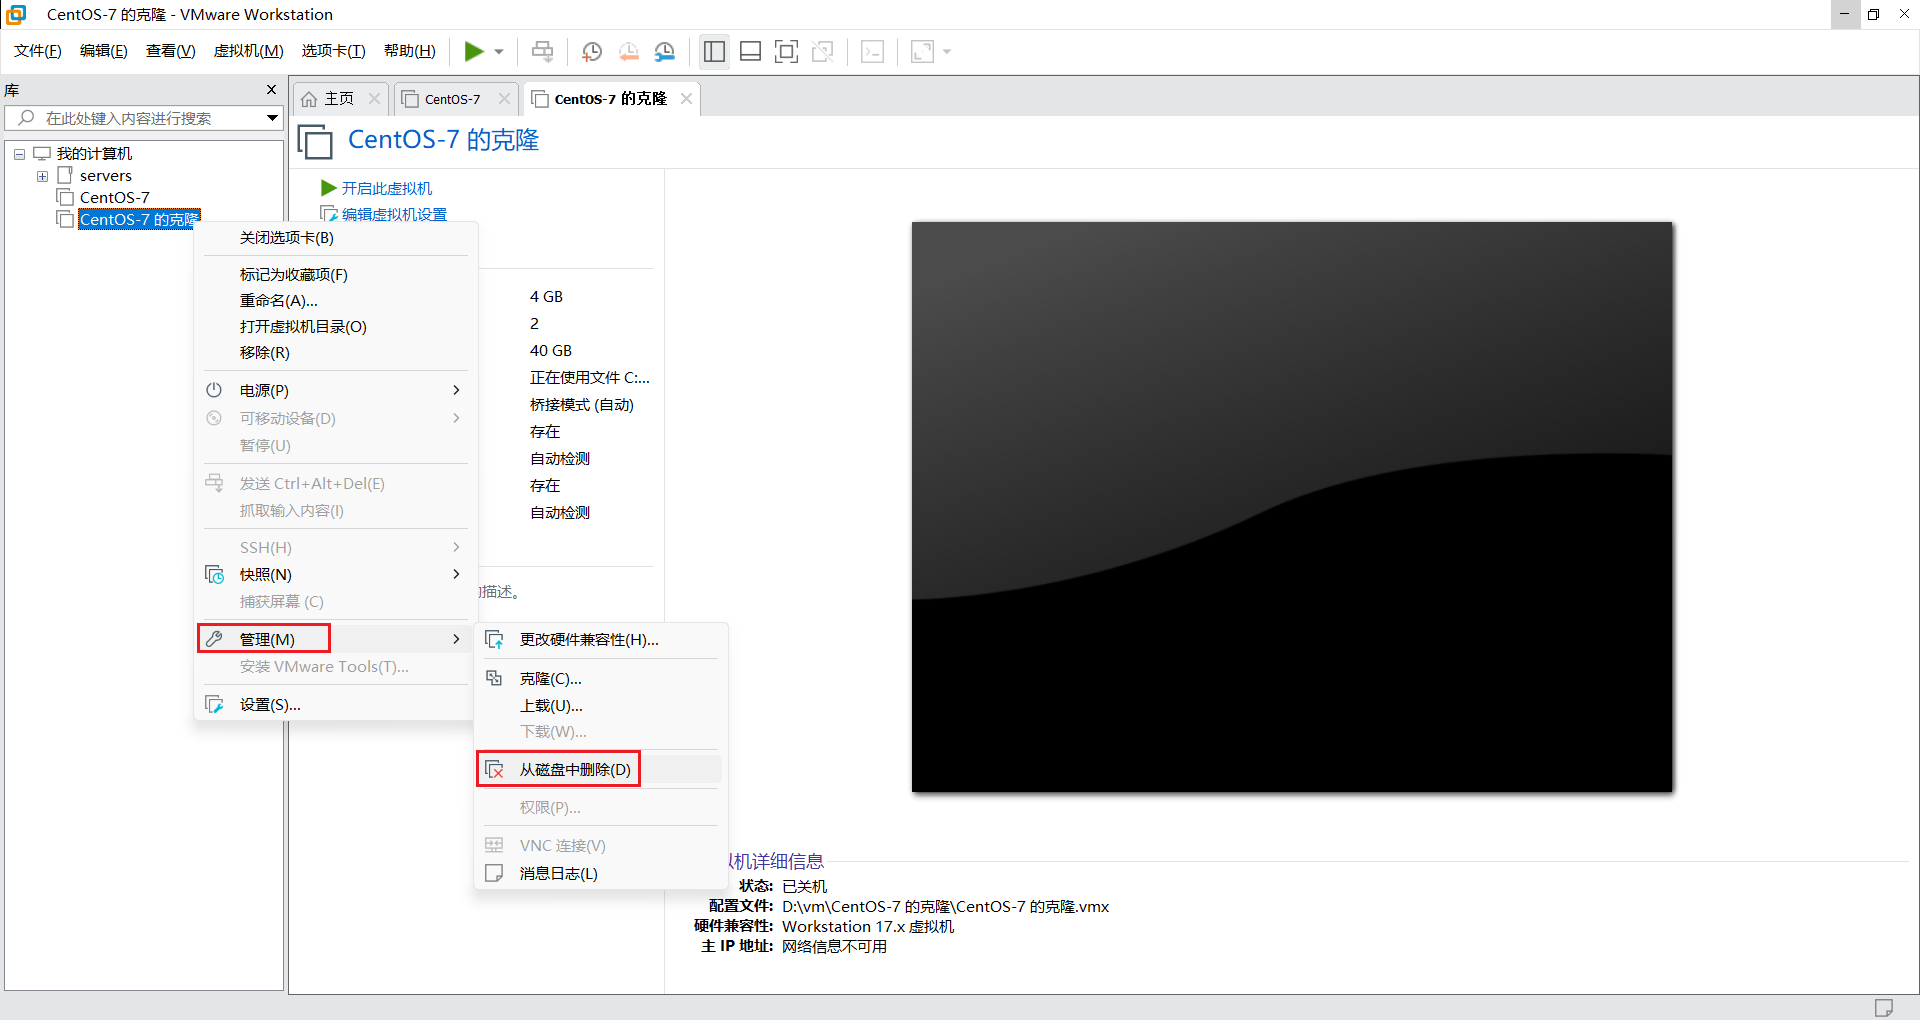 CentOS-7 的克隆 - VMware Workstation
文件(F) 编辑(E) 查看(V) 虚拟机(M) 选项卡(T) 帮助(H)
库
在此处键入内容进行搜索
我的计算机
servers
CentOS-7
CentOS-7 的克隆
主页 CentOS-7 CentOS-7 的克隆
CentOS-7 的克隆
开启此虚拟机
编辑虚拟机设置
关闭选项卡(B)
标记为收藏项(F)
重命名(A)...
打开虚拟机目录(O)
移除(R)
电源(P)
可移动设备(D)
暂停(U)
发送 Ctrl+Alt+Del(E)
抓取输入内容(I)
SSH(H)
快照(N)
捕获屏幕 (C)
管理(M)
安装 VMware Tools(T)...
设置(S)...
4 GB
2
40 GB
正在使用文件 C:...
桥接模式 (自动)
存在
自动检测
存在
自动检测
的描述。
更改硬件兼容性(H)...
克隆(C)...
上载(U)...
下载(W)...
从磁盘中删除(D)
权限(P)...
VNC 连接(V)
消息日志(L)
拟机详细信息
状态: 已关机
配置文件: D:\vm\CentOS-7 的克隆\CentOS-7 的克隆.vmx
硬件兼容性: Workstation 17.x 虚拟机
主 IP 地址: 网络信息不可用